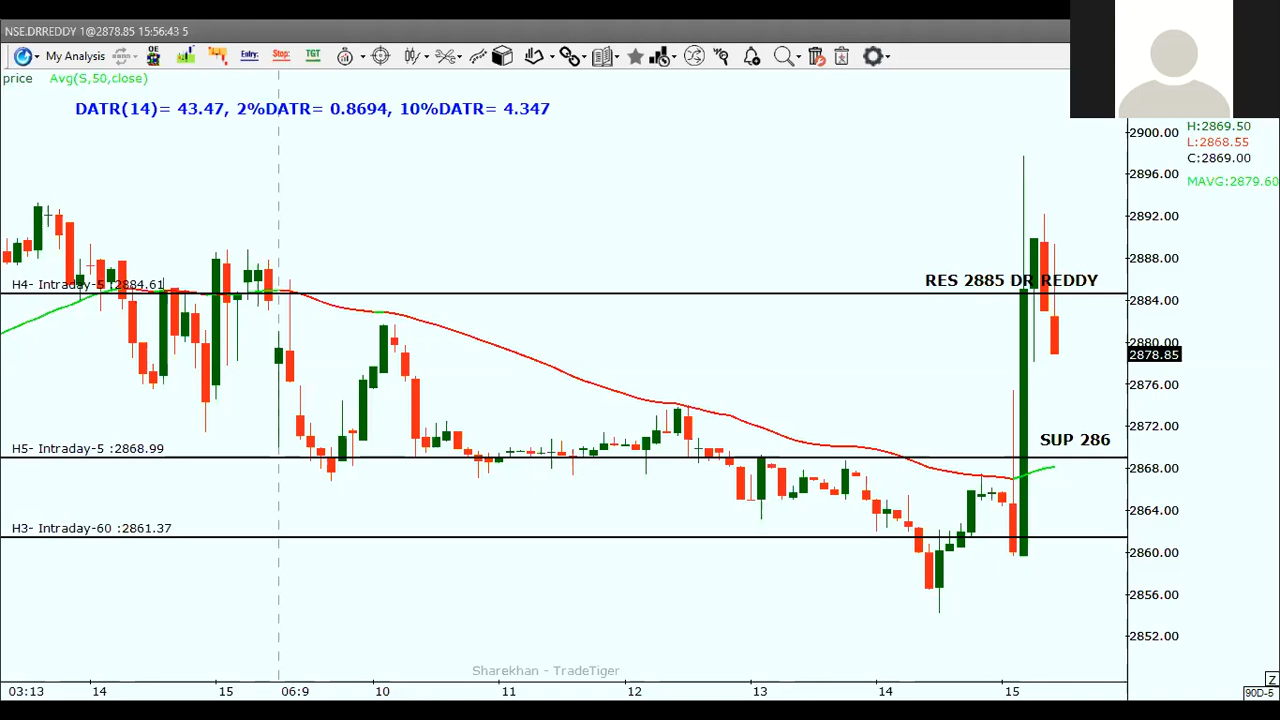 NSE.DRREDDY 1@2878.85 15:56:43 5
My Analysis
OE
Entry:
Stop:
TGT
price Avg(S,50,close)
DATR(14)= 43.47, 2%DATR= 0.8694, 10%DATR= 4.347
H:2869.50
L:2868.55
C:2869.00
MAVG:2879.60
2900.00
2896.00
2892.00
2888.00
2884.00
2880.00
2878.85
2876.00
2872.00
2868.00
2864.00
2860.00
2856.00
2852.00
H4- Intraday-5 :2884.61
RES 2885 DR REDDY
SUP 286
H5- Intraday-5 :2868.99
H3- Intraday-60 :2861.37
Sharekhan - TradeTiger
03:13 14 15 06:9 10 11 12 13 14 15
Z
90D-5